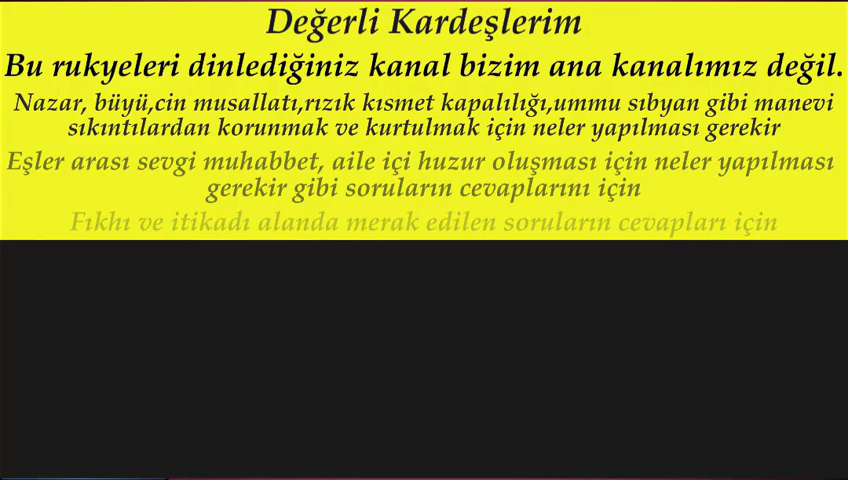 Değerli Kardeşlerim
Bu rukyeleri dinlediğiniz kanal bizim ana kanalımız değil.
Nazar, büyü,cin musallatı,rızık kısmet kapalılığı,ummu sıbyan gibi manevi
sıkıntılardan korunmak ve kurtulmak için neler yapılması gerekir
Eşler arası sevgi muhabbet, aile içi huzur oluşması için neler yapılması
gerekir gibi soruların cevaplarını için
Fıkhı ve itikadı alanda merak edilen soruların cevapları için